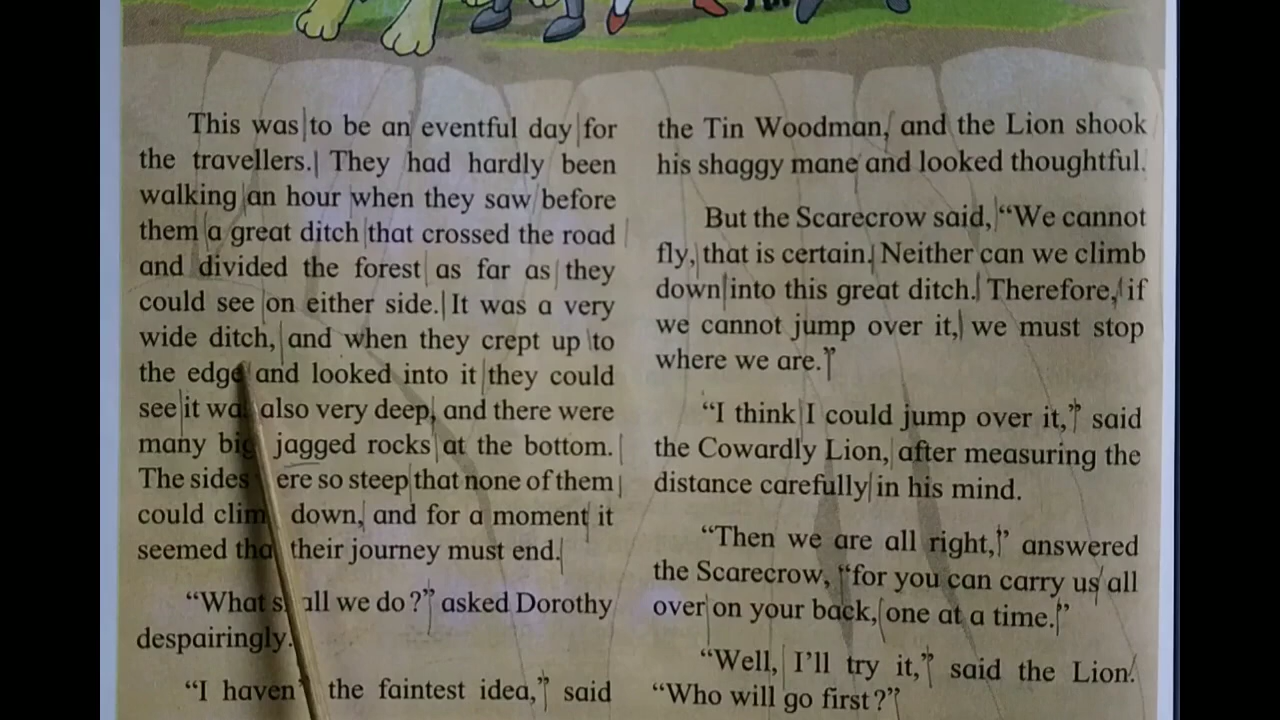 This was to be an eventful day for
the travellers. They had hardly been
walking an hour when they saw before
them a great ditch that crossed the road
and divided the forest as far as they
could see on either side. It was a very
wide ditch, and when they crept up to
the edge and looked into it they could
see it was also very deep, and there were
many big jagged rocks at the bottom.
The sides were so steep that none of them
could climb down, and for a moment it
seemed that their journey must end.
“What shall we do?” asked Dorothy
despairingly.
“I haven't the faintest idea,” said
the Tin Woodman, and the Lion shook
his shaggy mane and looked thoughtful.
But the Scarecrow said, “We cannot
fly, that is certain. Neither can we climb
down into this great ditch. Therefore, if
we cannot jump over it, we must stop
where we are.”
“I think I could jump over it,” said
the Cowardly Lion, after measuring the
distance carefully in his mind.
“Then we are all right,” answered
the Scarecrow, “for you can carry us all
over on your back, one at a time.”
“Well, I’ll try it,” said the Lion.
“Who will go first?”